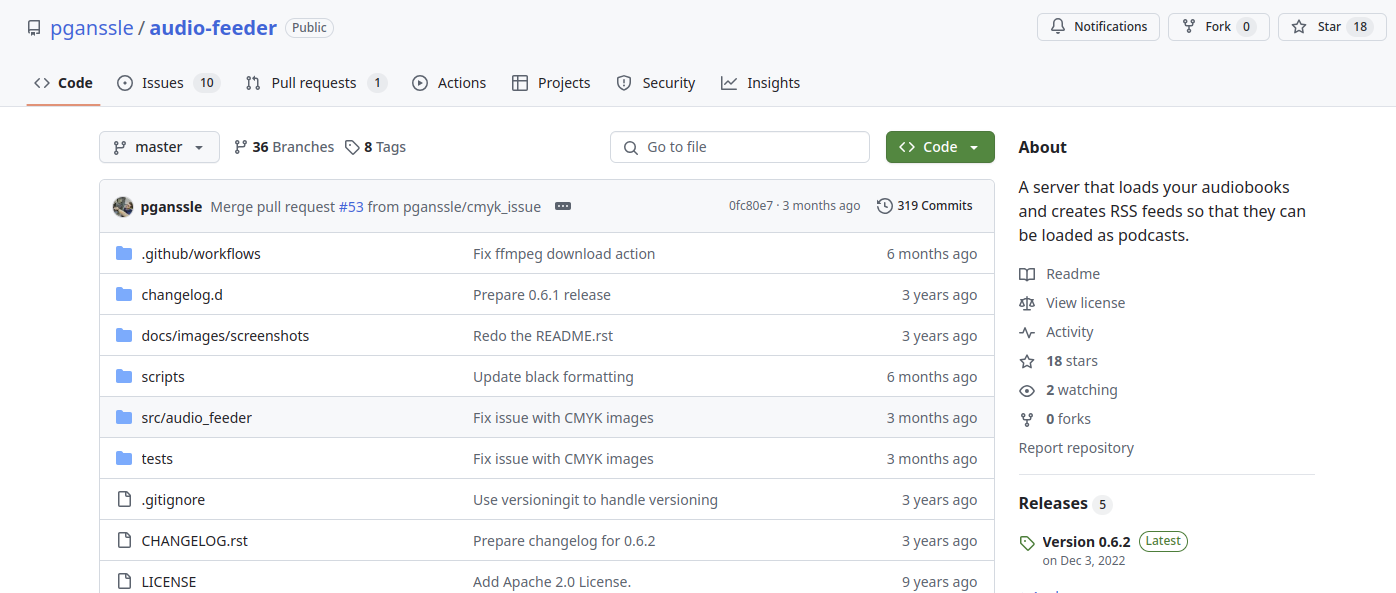 pganssle / audio-feeder Public Notifications Fork 0 Star 18
Code Issues 10 Pull requests 1 Actions Projects Security Insights
master 36 Branches 8 Tags Go to file Code
pganssle Merge pull request #53 from pganssle/cmyk_issue 0fc80e7 · 3 months ago 319 Commits
.github/workflows Fix ffmpeg download action 6 months ago
changelog.d Prepare 0.6.1 release 3 years ago
docs/images/screenshots Redo the README.rst 3 years ago
scripts Update black formatting 6 months ago
src/audio_feeder Fix issue with CMYK images 3 months ago
tests Fix issue with CMYK images 3 months ago
.gitignore Use versioningit to handle versioning 3 years ago
CHANGELOG.rst Prepare changelog for 0.6.2 3 years ago
LICENSE Add Apache 2.0 License. 9 years ago
About
A server that loads your audiobooks
and creates RSS feeds so that they can
be loaded as podcasts.
Readme
View license
Activity
18 stars
2 watching
0 forks
Report repository
Releases 5
Version 0.6.2 Latest
on Dec 3, 2022